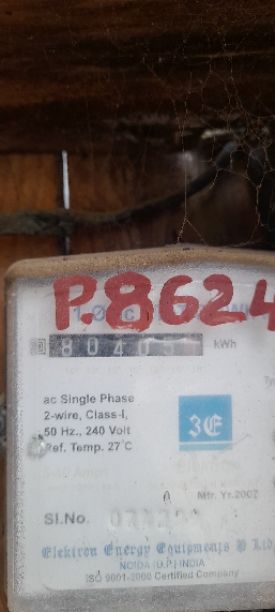 P.8624
kWh
ac Single Phase
2-wire, Class-I,
50 Hz., 240 Volt
Ref. Temp. 27°C
3E
Mfr. Yr.2007
Sl.No.
Elektron Energy Equipments P Ltd
NOIDA (U.P.) INDIA
ISO 9001-2000 Certified Company